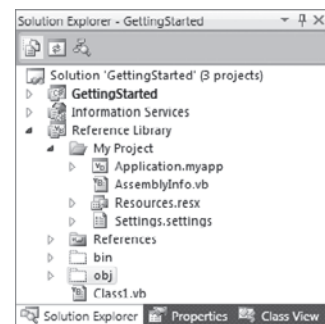 Solution Explorer - GettingStarted
Solution 'GettingStarted' (3 projects)
GettingStarted
Information Services
Reference Library
My Project
Application.myapp
AssemblyInfo.vb
Resources.resx
Settings.settings
References
bin
obj
Class1.vb
Solution Explorer Properties Class View